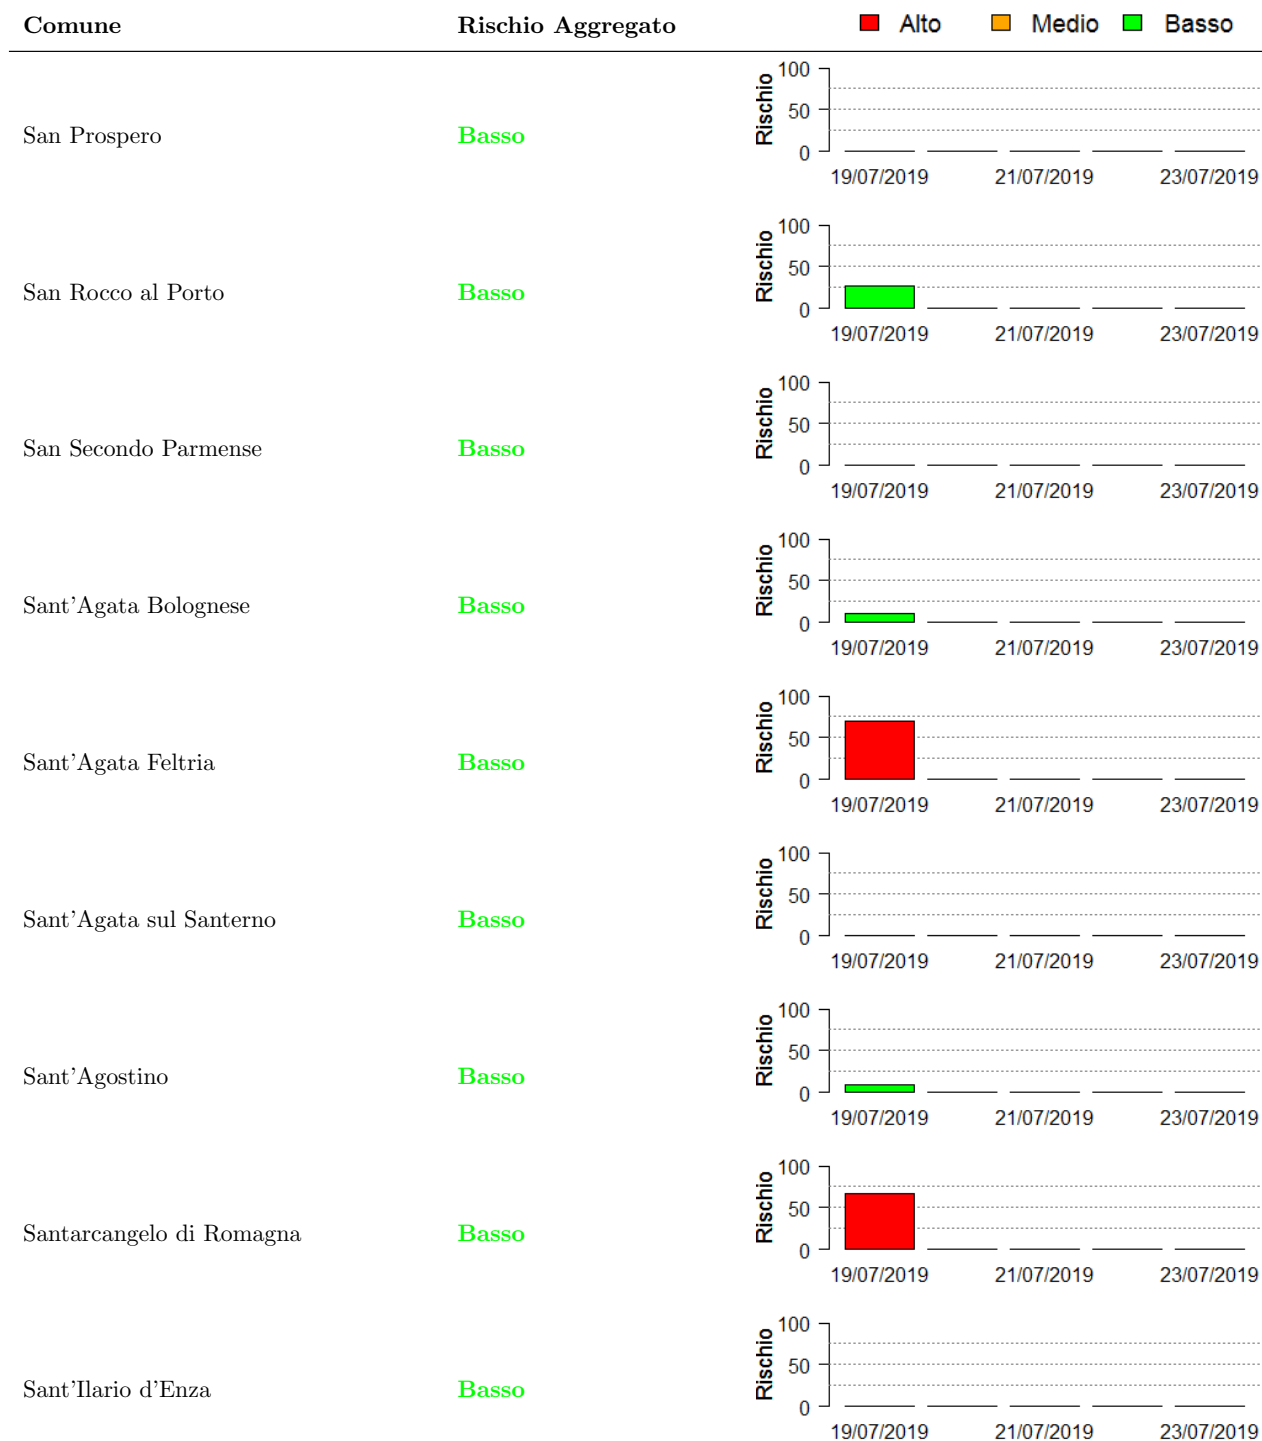 Comune Rischio Aggregato Alto Medio Basso
San Prospero Basso Rischio 100 50 0
19/07/2019 21/07/2019 23/07/2019
San Rocco al Porto Basso Rischio 100 50 0
19/07/2019 21/07/2019 23/07/2019
San Secondo Parmense Basso Rischio 100 50 0
19/07/2019 21/07/2019 23/07/2019
Sant'Agata Bolognese Basso Rischio 100 50 0
19/07/2019 21/07/2019 23/07/2019
Sant'Agata Feltria Basso Rischio 100 50 0
19/07/2019 21/07/2019 23/07/2019
Sant'Agata sul Santerno Basso Rischio 100 50 0
19/07/2019 21/07/2019 23/07/2019
Sant'Agostino Basso Rischio 100 50 0
19/07/2019 21/07/2019 23/07/2019
Santarcangelo di Romagna Basso Rischio 100 50 0
19/07/2019 21/07/2019 23/07/2019
Sant'Ilario d'Enza Basso Rischio 100 50 0
19/07/2019 21/07/2019 23/07/2019